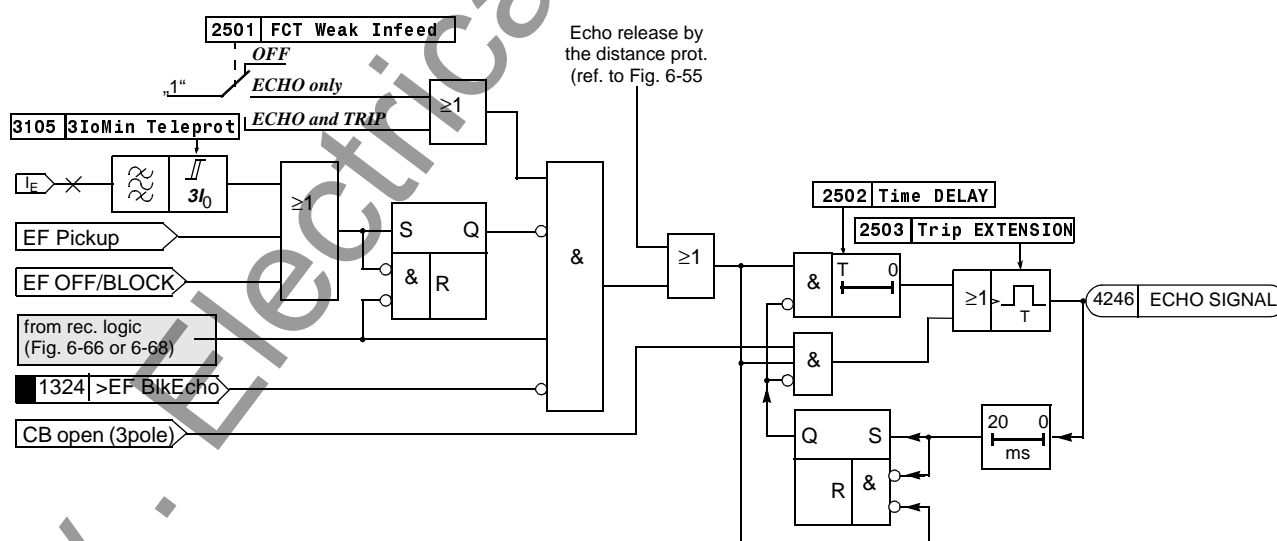 2501 FCT Weak Infeed
OFF
„1“
ECHO only
ECHO and TRIP
≥1
Echo release by
the distance prot.
(ref. to Fig. 6-55
3105 3IoMin Teleprot
IE
3I0
≥1
EF Pickup
EF OFF/BLOCK
S Q
& R
&
≥1
from rec. logic
(Fig. 6-66 or 6-68)
1324 >EF BlkEcho
CB open (3pole)
2502 Time DELAY
2503 Trip EXTENSION
& T 0
≥1 T
4246 ECHO SIGNAL
&
20 0
ms
Q S
R &
. Electrica